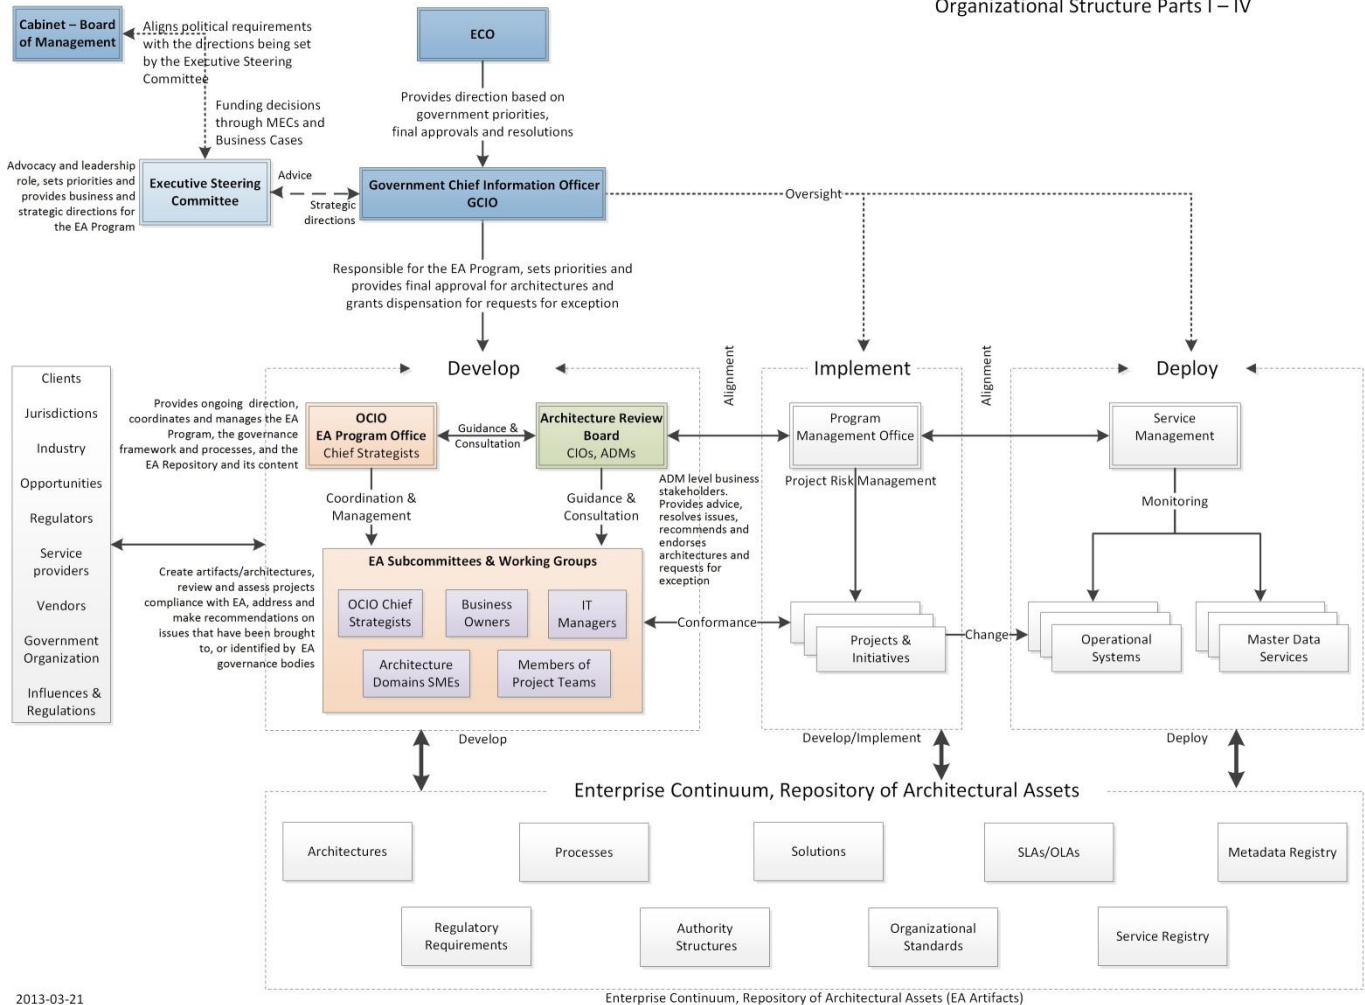 Organizational Structure Parts I – IV
Cabinet – Board
of Management
Aligns political requirements
with the directions being set
by the Executive Steering
Committee
Funding decisions
through MECs and
Business Cases
ECO
Provides direction based on
government priorities,
final approvals and resolutions
Advocacy and leadership
role, sets priorities and
provides business and
strategic directions for
the EA Program
Executive Steering
Committee
Advice
Strategic
directions
Government Chief Information Officer
GCIO
Oversight
Responsible for the EA Program, sets priorities and
provides final approval for architectures and
grants dispensation for requests for exception
Clients
Jurisdictions
Industry
Opportunities
Regulators
Service
providers
Vendors
Government
Organization
Influences &
Regulations
Develop
Provides ongoing direction,
coordinates and manages the EA
Program, the governance
framework and processes, and the
EA Repository and its content
OCIO
EA Program Office
Chief Strategists
Guidance &
Consultation
Architecture Review
Board
CIOs, ADMs
Coordination &
Management
Guidance &
Consultation
ADM level business
stakeholders.
Provides advice,
resolves issues,
recommends and
endorses
architectures and
requests for
exception
Create artifacts/architectures,
review and assess projects
compliance with EA, address and
make recommendations on
issues that have been brought
to, or identified by EA
governance bodies
EA Subcommittees & Working Groups
OCIO Chief
Strategists
Business
Owners
IT
Managers
Architecture
Domains SMEs
Members of
Project Teams
Alignment
Implement
Program
Management Office
Project Risk Management
Conformance
Projects &
Initiatives
Change
Alignment
Deploy
Service
Management
Monitoring
Operational
Systems
Master Data
Services
Develop
Develop/Implement
Deploy
Enterprise Continuum, Repository of Architectural Assets
Architectures
Processes
Solutions
SLAs/OLAs
Metadata Registry
Regulatory
Requirements
Authority
Structures
Organizational
Standards
Service Registry
2013-03-21
Enterprise Continuum, Repository of Architectural Assets (EA Artifacts)